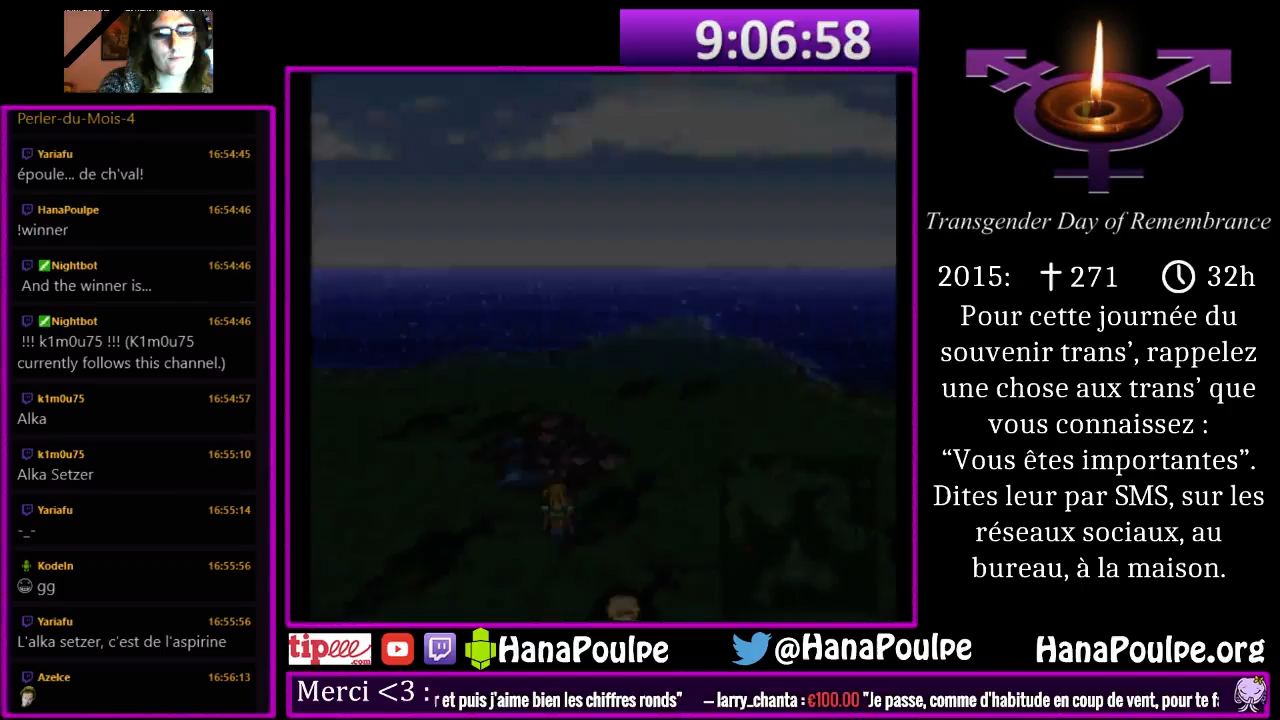 9:06:58
Perler-du-Mois-4
Yariafu 16:54:45
époule... de ch'val!
HanaPoulpe 16:54:46
!winner
Nightbot 16:54:46
And the winner is...
Nightbot 16:54:46
!!! k1m0u75 !!! (K1m0u75
currently follows this channel.)
k1m0u75 16:54:57
Alka
k1m0u75 16:55:10
Alka Setzer
Yariafu 16:55:14
-_-
Kodeln 16:55:56
gg
Yariafu 16:55:56
L'alka setzer, c'est de l'aspirine
Azelce 16:56:13
Transgender Day of Remembrance
2015: 271 32h
Pour cette journée du
souvenir trans’, rappelez
une chose aux trans’ que
vous connaissez :
“Vous êtes importantes”.
Dites leur par SMS, sur les
réseaux sociaux, au
bureau, à la maison.
tipeee.com HanaPoulpe @HanaPoulpe HanaPoulpe.org
Merci <3 : r et puis j'aime bien les chiffres ronds" — larry_chanta : €100.00 "Je passe, comme d'habitude en coup de vent, pour te